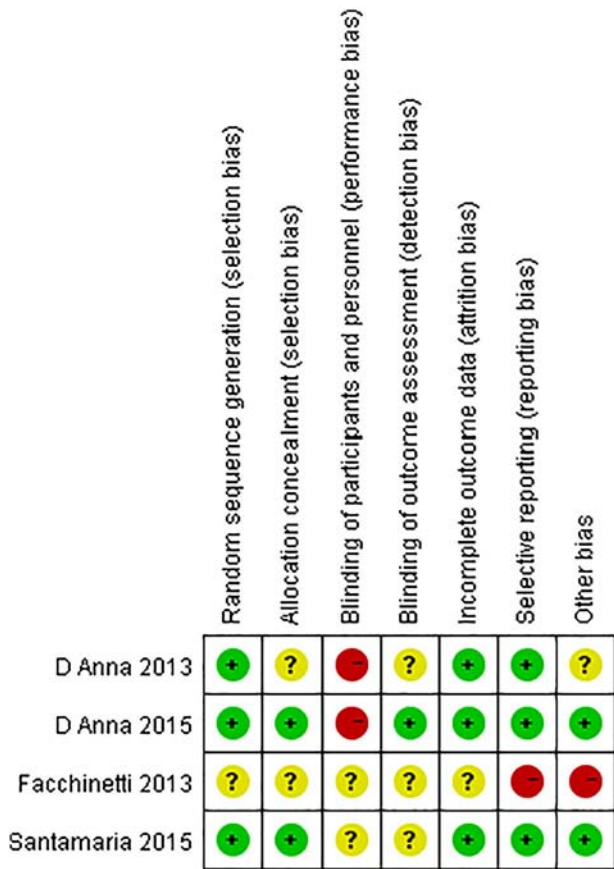 Random sequence generation (selection bias)
Allocation concealment (selection bias)
Blinding of participants and personnel (performance bias)
Blinding of outcome assessment (detection bias)
Incomplete outcome data (attrition bias)
Selective reporting (reporting bias)
Other bias
D Anna 2013 + ? - ? + + ?
D Anna 2015 + + - + + + +
Facchinetti 2013 ? ? ? ? ? - -
Santamaria 2015 + + ? ? + + +